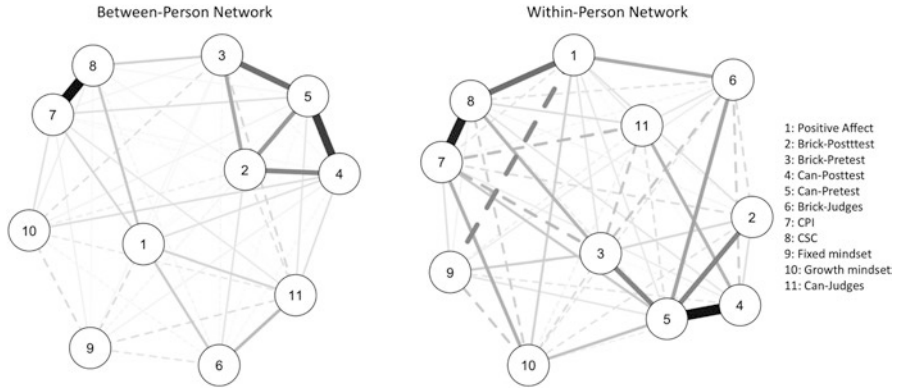 Between-Person Network
Within-Person Network
8
3
7
5
2
4
10
1
11
9
6
1
6
8
11
7
2
3
9
4
5
10
1: Positive Affect
2: Brick-Postttest
3: Brick-Pretest
4: Can-Posttest
5: Can-Pretest
6: Brick-Judges
7: CPI
8: CSC
9: Fixed mindset
10: Growth mindset
11: Can-Judges